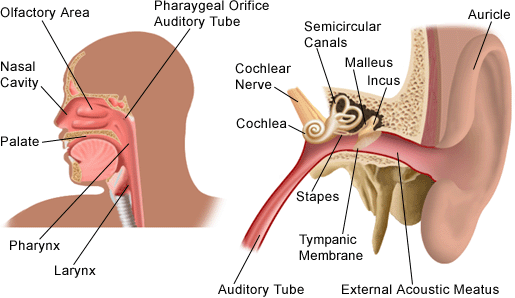 Olfactory Area
Pharaygeal Orifice
Auditory Tube
Nasal
Cavity
Palate
Pharynx
Larynx
Semicircular
Canals
Malleus
Incus
Auricle
Cochlear
Nerve
Cochlea
Stapes
Tympanic
Membrane
Auditory Tube
External Acoustic Meatus